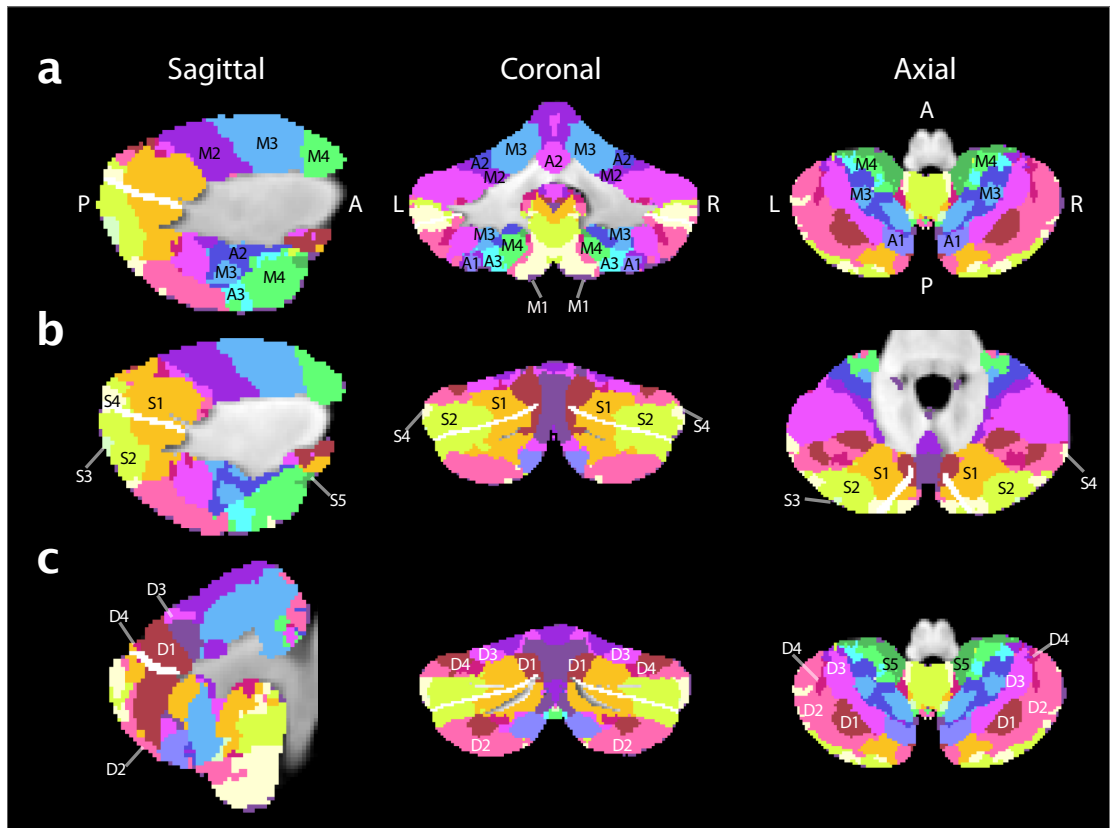 a
Sagittal
Coronal
Axial
A
M2
M3
M4
P
A
A2
M3
M4
A3
M3
M3
A2
A2
A2
M2
M2
L
R
M3
M3
M4
M4
A1
A3
A3
A1
M1
M1
M4
M4
M3
M3
L
R
A1
A1
P
b
S4
S1
S2
S3
S5
S1
S1
S2
S2
S4
S4
S1
S1
S2
S2
S3
S4
c
D3
D4
D1
D2
D3
D3
D4
D1
D1
D4
D2
D2
D4
D4
D3
S5
S5
D3
D2
D2
D1
D1